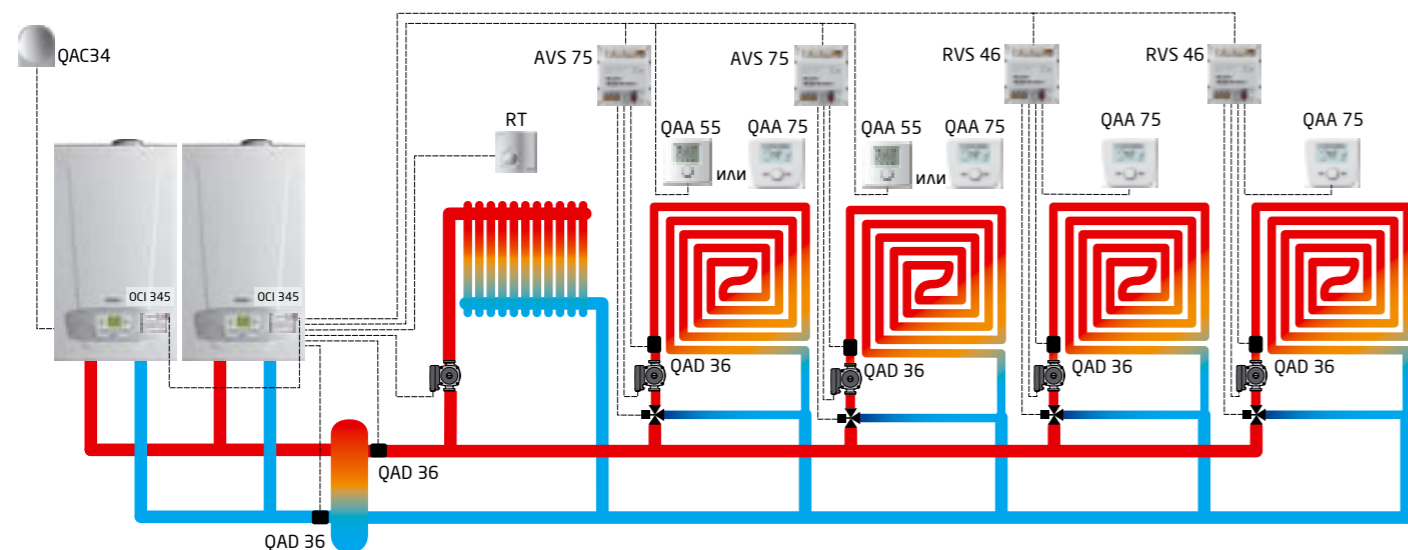 QAC34
AVS 75
AVS 75
RVS 46
RVS 46
RT
QAA 55
или
QAA 75
QAA 55
или
QAA 75
QAA 75
QAA 75
OCI 345
OCI 345
QAD 36
QAD 36
QAD 36
QAD 36
QAD 36
QAD 36